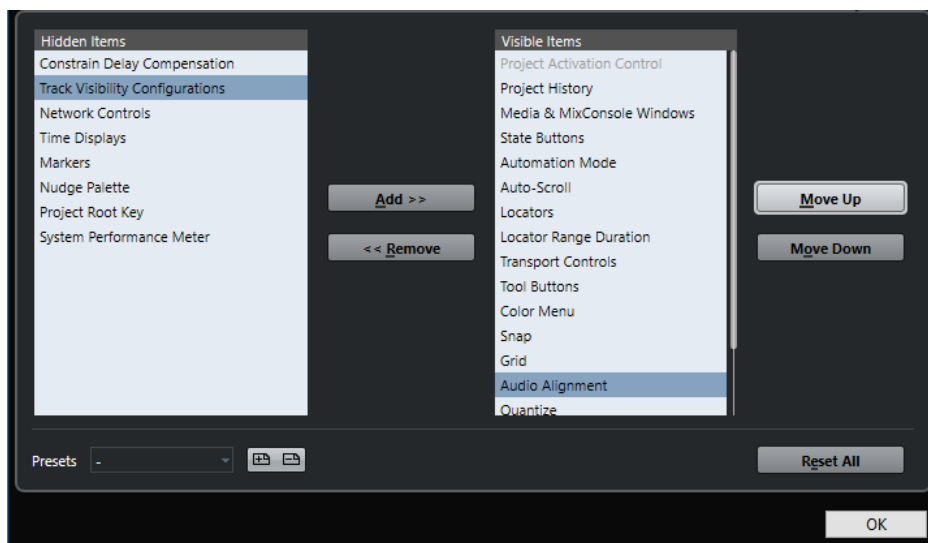 Hidden Items
Constrain Delay Compensation
Track Visibility Configurations
Network Controls
Time Displays
Markers
Nudge Palette
Project Root Key
System Performance Meter
Add >>
<< Remove
Visible Items
Project Activation Control
Project History
Media & MixConsole Windows
State Buttons
Automation Mode
Auto-Scroll
Locators
Locator Range Duration
Transport Controls
Tool Buttons
Color Menu
Snap
Grid
Audio Alignment
Quantize
Move Up
Move Down
Presets -
Reset All
OK